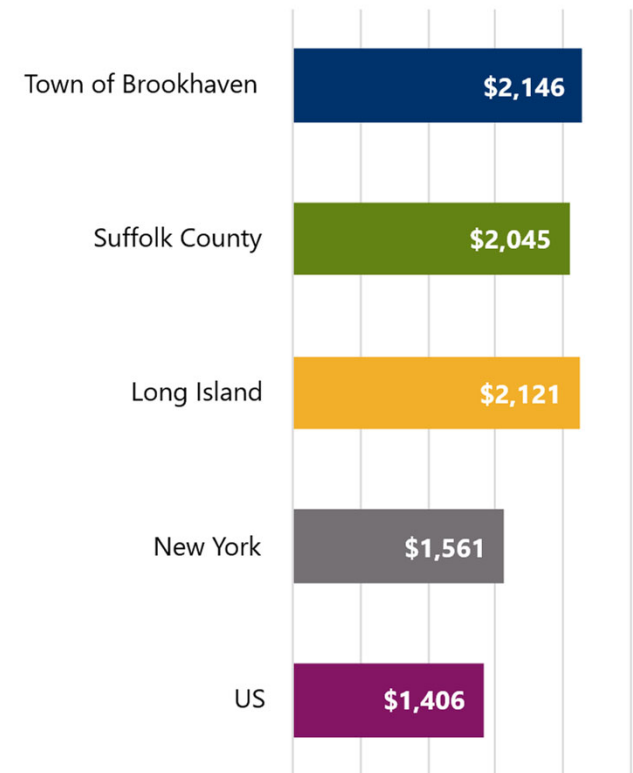 Town of Brookhaven $2,146
Suffolk County $2,045
Long Island $2,121
New York $1,561
US $1,406